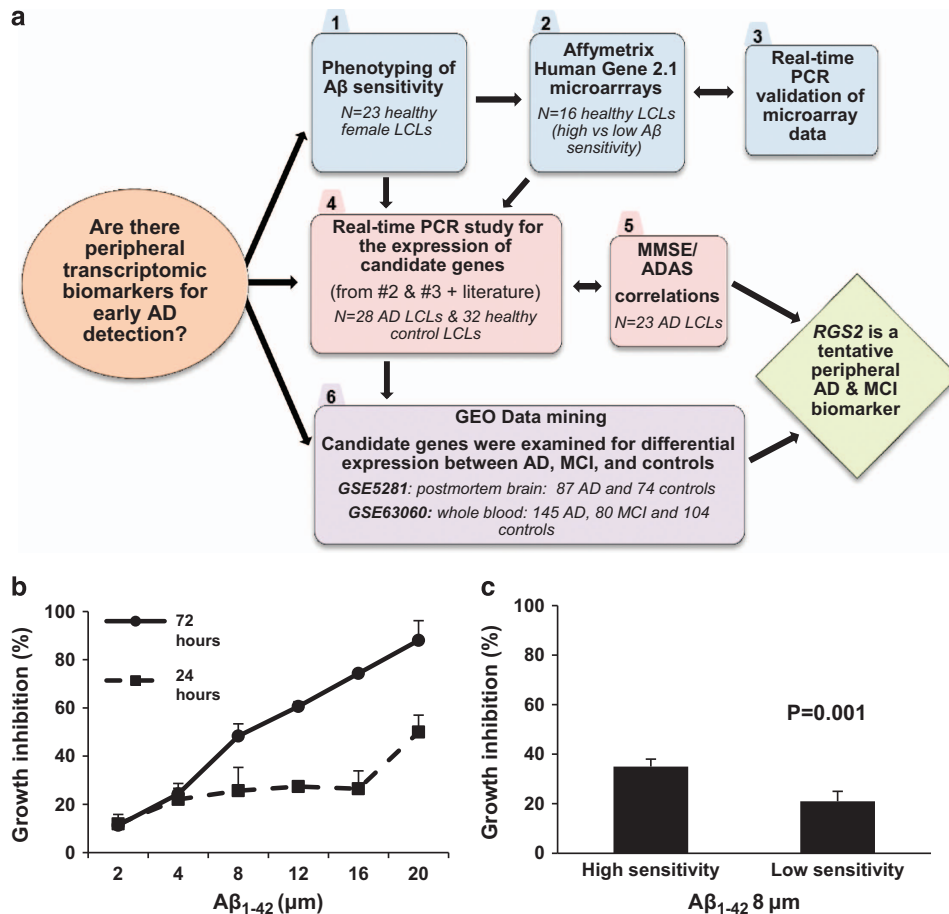 a
Are there
peripheral
transcriptomic
biomarkers for
early AD
detection?
1
Phenotyping of
Aβ sensitivity
N=23 healthy
female LCLs
2
Affymetrix
Human Gene 2.1
microarrrays
N=16 healthy LCLs
(high vs low Aβ
sensitivity)
3
Real-time
PCR
validation of
microarray
data
4
Real-time PCR study for
the expression of
candidate genes
(from #2 & #3 + literature)
N=28 AD LCLs & 32 healthy
control LCLs
5
MMSE/
ADAS
correlations
N=23 AD LCLs
6
GEO Data mining
Candidate genes were examined for differential
expression between AD, MCI, and controls
GSE5281: postmortem brain: 87 AD and 74 controls
GSE63060: whole blood: 145 AD, 80 MCI and 104
controls
RGS2 is a
tentative
peripheral
AD & MCI
biomarker
b
Growth inhibition (%)
100
80
60
40
20
0
72
hours
24
hours
2 4 8 12 16 20
Aβ1-42 (µm)
c
Growth inhibition (%)
100
80
60
40
20
0
P=0.001
High sensitivity Low sensitivity
Aβ1-42 8 µm